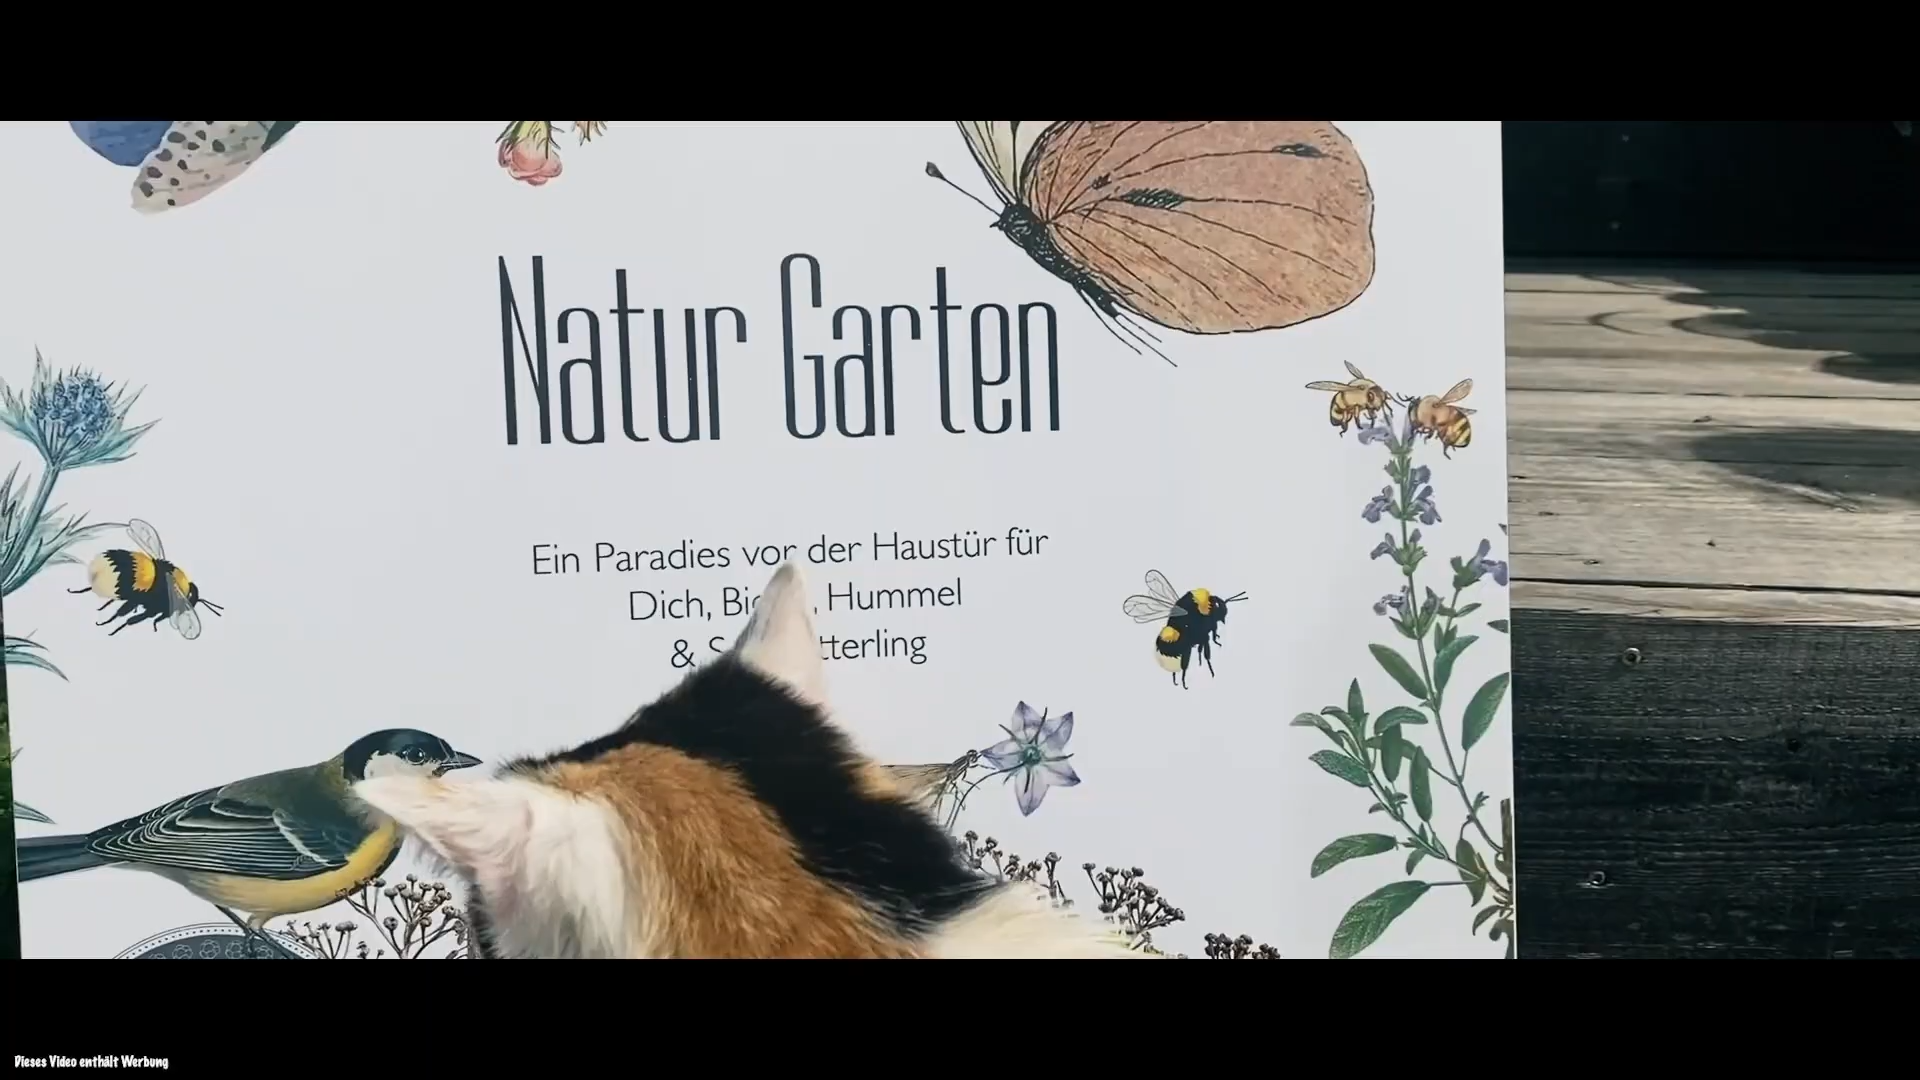 Natur Garten
Ein Paradies vor der Haustür für
Dich, Hummel
&
Dieses Video enthält Werbung